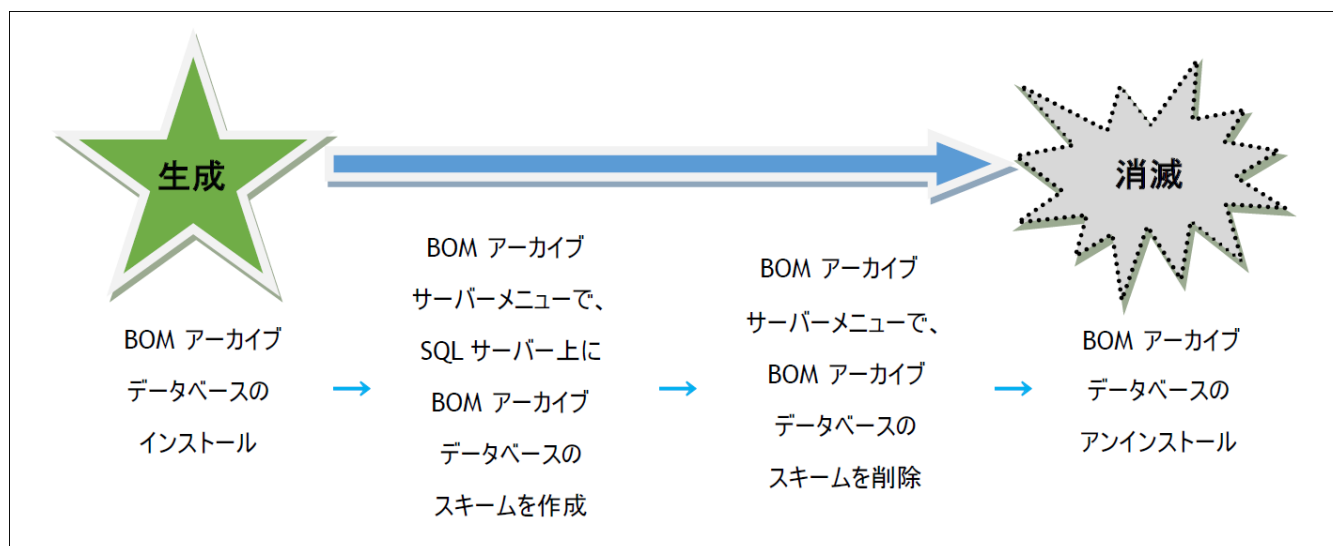 生成
消滅
BOM アーカイブ
データベースの
インストール
→
BOM アーカイブ
サーバーメニューで、
SQL サーバー上に
BOM アーカイブ
データベースの
スキームを作成
→
BOM アーカイブ
サーバーメニューで、
BOM アーカイブ
データベースの
スキームを削除
→
BOM アーカイブ
データベースの
アンインストール